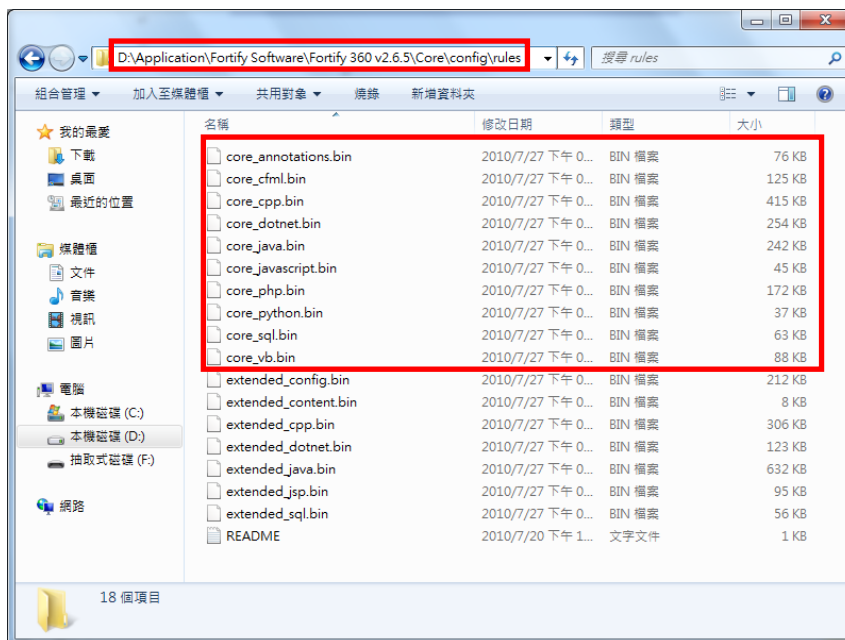 D:\Application\Fortify Software\Fortify 360 v2.6.5\Core\config\rules
搜尋 rules
組合管理 加入至媒體櫃 共用對象 燒錄 新增資料夾
名稱 修改日期 類型 大小
我的最愛
下載
桌面
最近的位置
媒體櫃
文件
音樂
視訊
圖片
電腦
本機磁碟 (C:)
本機磁碟 (D:)
抽取式磁碟 (F:)
網路
core_annotations.bin 2010/7/27 下午 0... BIN 檔案 76 KB
core_cfml.bin 2010/7/27 下午 0... BIN 檔案 125 KB
core_cpp.bin 2010/7/27 下午 0... BIN 檔案 415 KB
core_dotnet.bin 2010/7/27 下午 0... BIN 檔案 254 KB
core_java.bin 2010/7/27 下午 0... BIN 檔案 242 KB
core_javascript.bin 2010/7/27 下午 0... BIN 檔案 45 KB
core_php.bin 2010/7/27 下午 0... BIN 檔案 172 KB
core_python.bin 2010/7/27 下午 0... BIN 檔案 37 KB
core_sql.bin 2010/7/27 下午 0... BIN 檔案 63 KB
core_vb.bin 2010/7/27 下午 0... BIN 檔案 88 KB
extended_config.bin 2010/7/27 下午 0... BIN 檔案 212 KB
extended_content.bin 2010/7/27 下午 0... BIN 檔案 8 KB
extended_cpp.bin 2010/7/27 下午 0... BIN 檔案 306 KB
extended_dotnet.bin 2010/7/27 下午 0... BIN 檔案 123 KB
extended_java.bin 2010/7/27 下午 0... BIN 檔案 632 KB
extended_jsp.bin 2010/7/27 下午 0... BIN 檔案 95 KB
extended_sql.bin 2010/7/27 下午 0... BIN 檔案 56 KB
README 2010/7/20 下午 1... 文字文件 1 KB
18 個項目